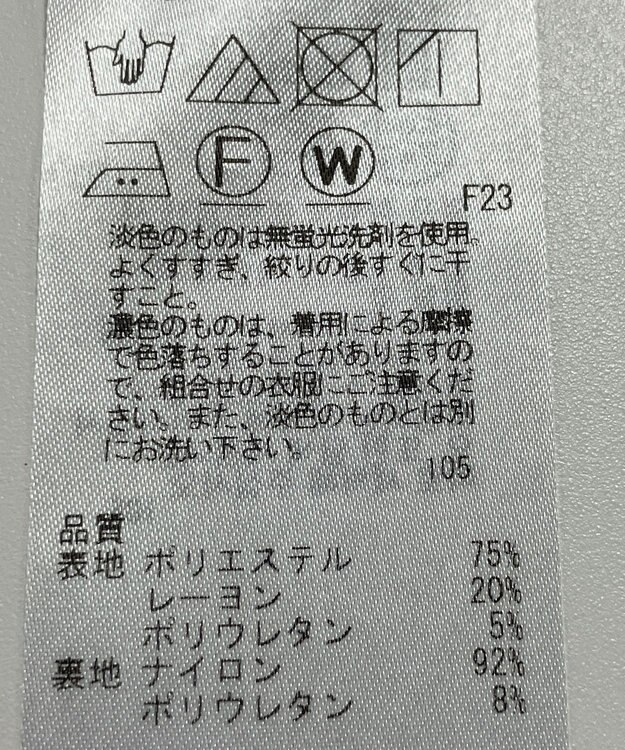 F W
F23
淡色のものは無蛍光洗剤を使用。
よくすすぎ、絞りの後すぐに干
すこと。
濃色のものは、着用による摩擦
で色落ちすることがありますの
で、組合せの衣服にご注意くだ
さい。また、淡色のものとは別
にお洗い下さい。
105
品質
表地 ポリエステル 75%
レーヨン 20%
ポリウレタン 5%
裏地 ナイロン 92%
ポリウレタン 8%